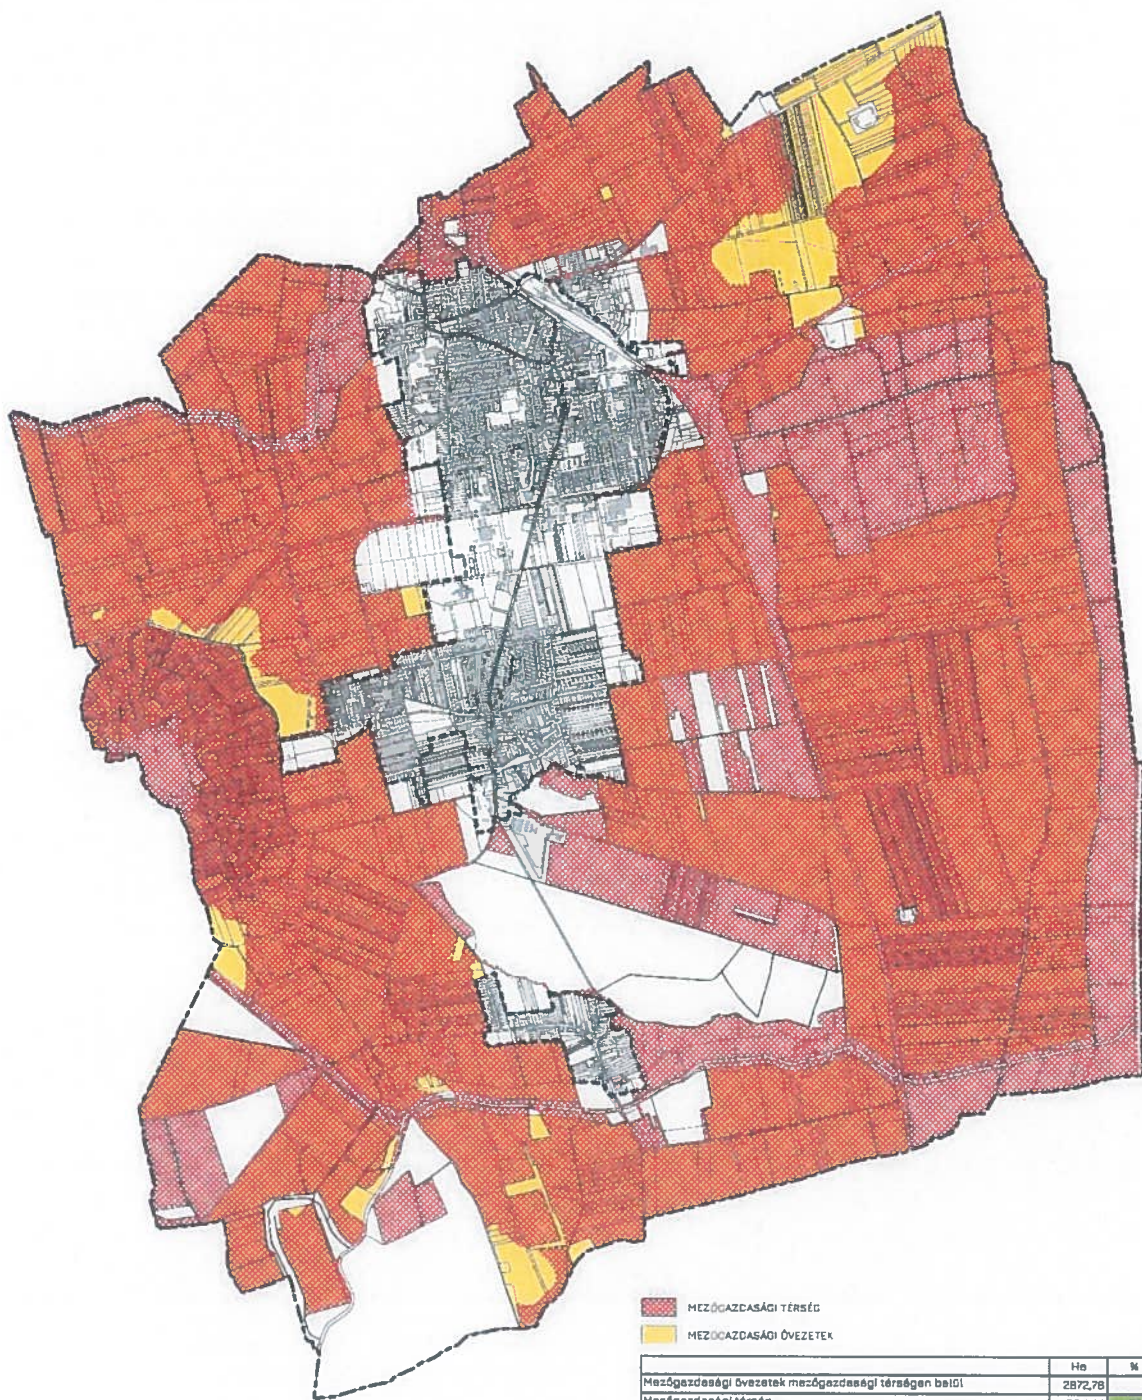 MEZŐGAZDASÁGI TÉRSÉG
MEZŐGAZDASÁGI ÖVEZETEK
Ha %
Mezőgazdasági övezetek mezőgazdasági térségen belül 2872,78